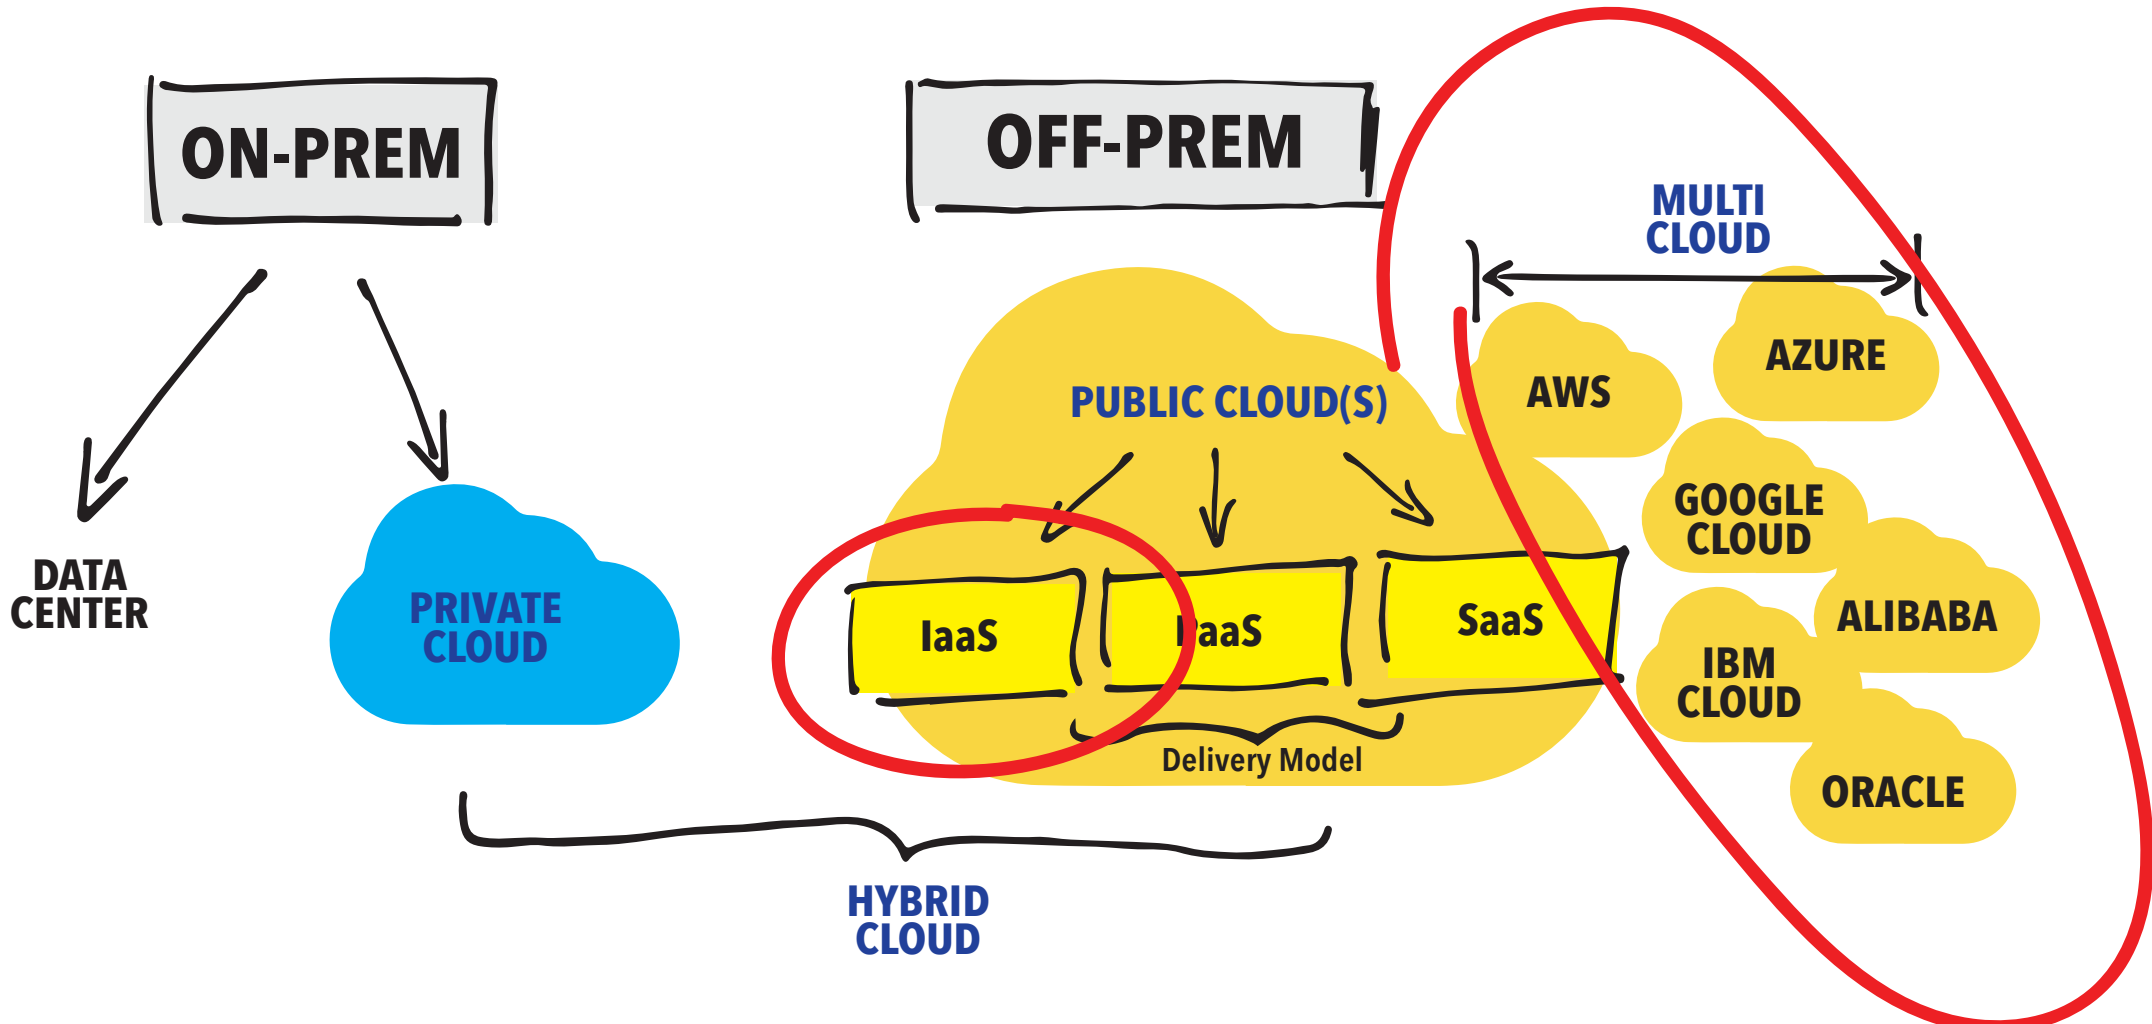 ON-PREM
OFF-PREM
MULTI
CLOUD
AZURE
AWS
PUBLIC CLOUD(S)
GOOGLE
CLOUD
DATA
CENTER
PRIVATE
CLOUD
IaaS
PaaS
SaaS
ALIBABA
IBM
CLOUD
Delivery Model
ORACLE
HYBRID
CLOUD